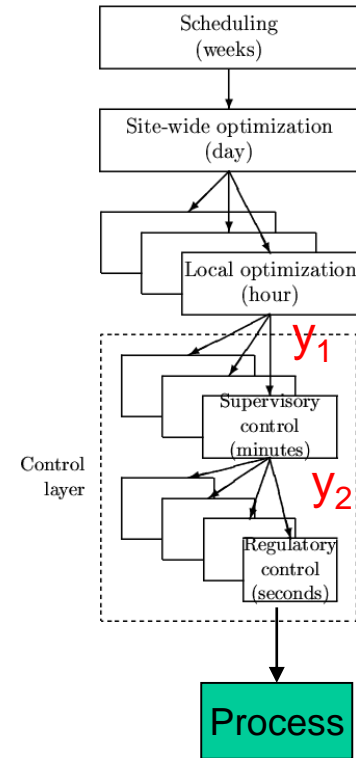 Scheduling
(weeks)
Site-wide optimization
(day)
Local optimization
(hour)
y1
Supervisory
control
(minutes)
Control
layer
y2
Regulatory
control
(seconds)
Process